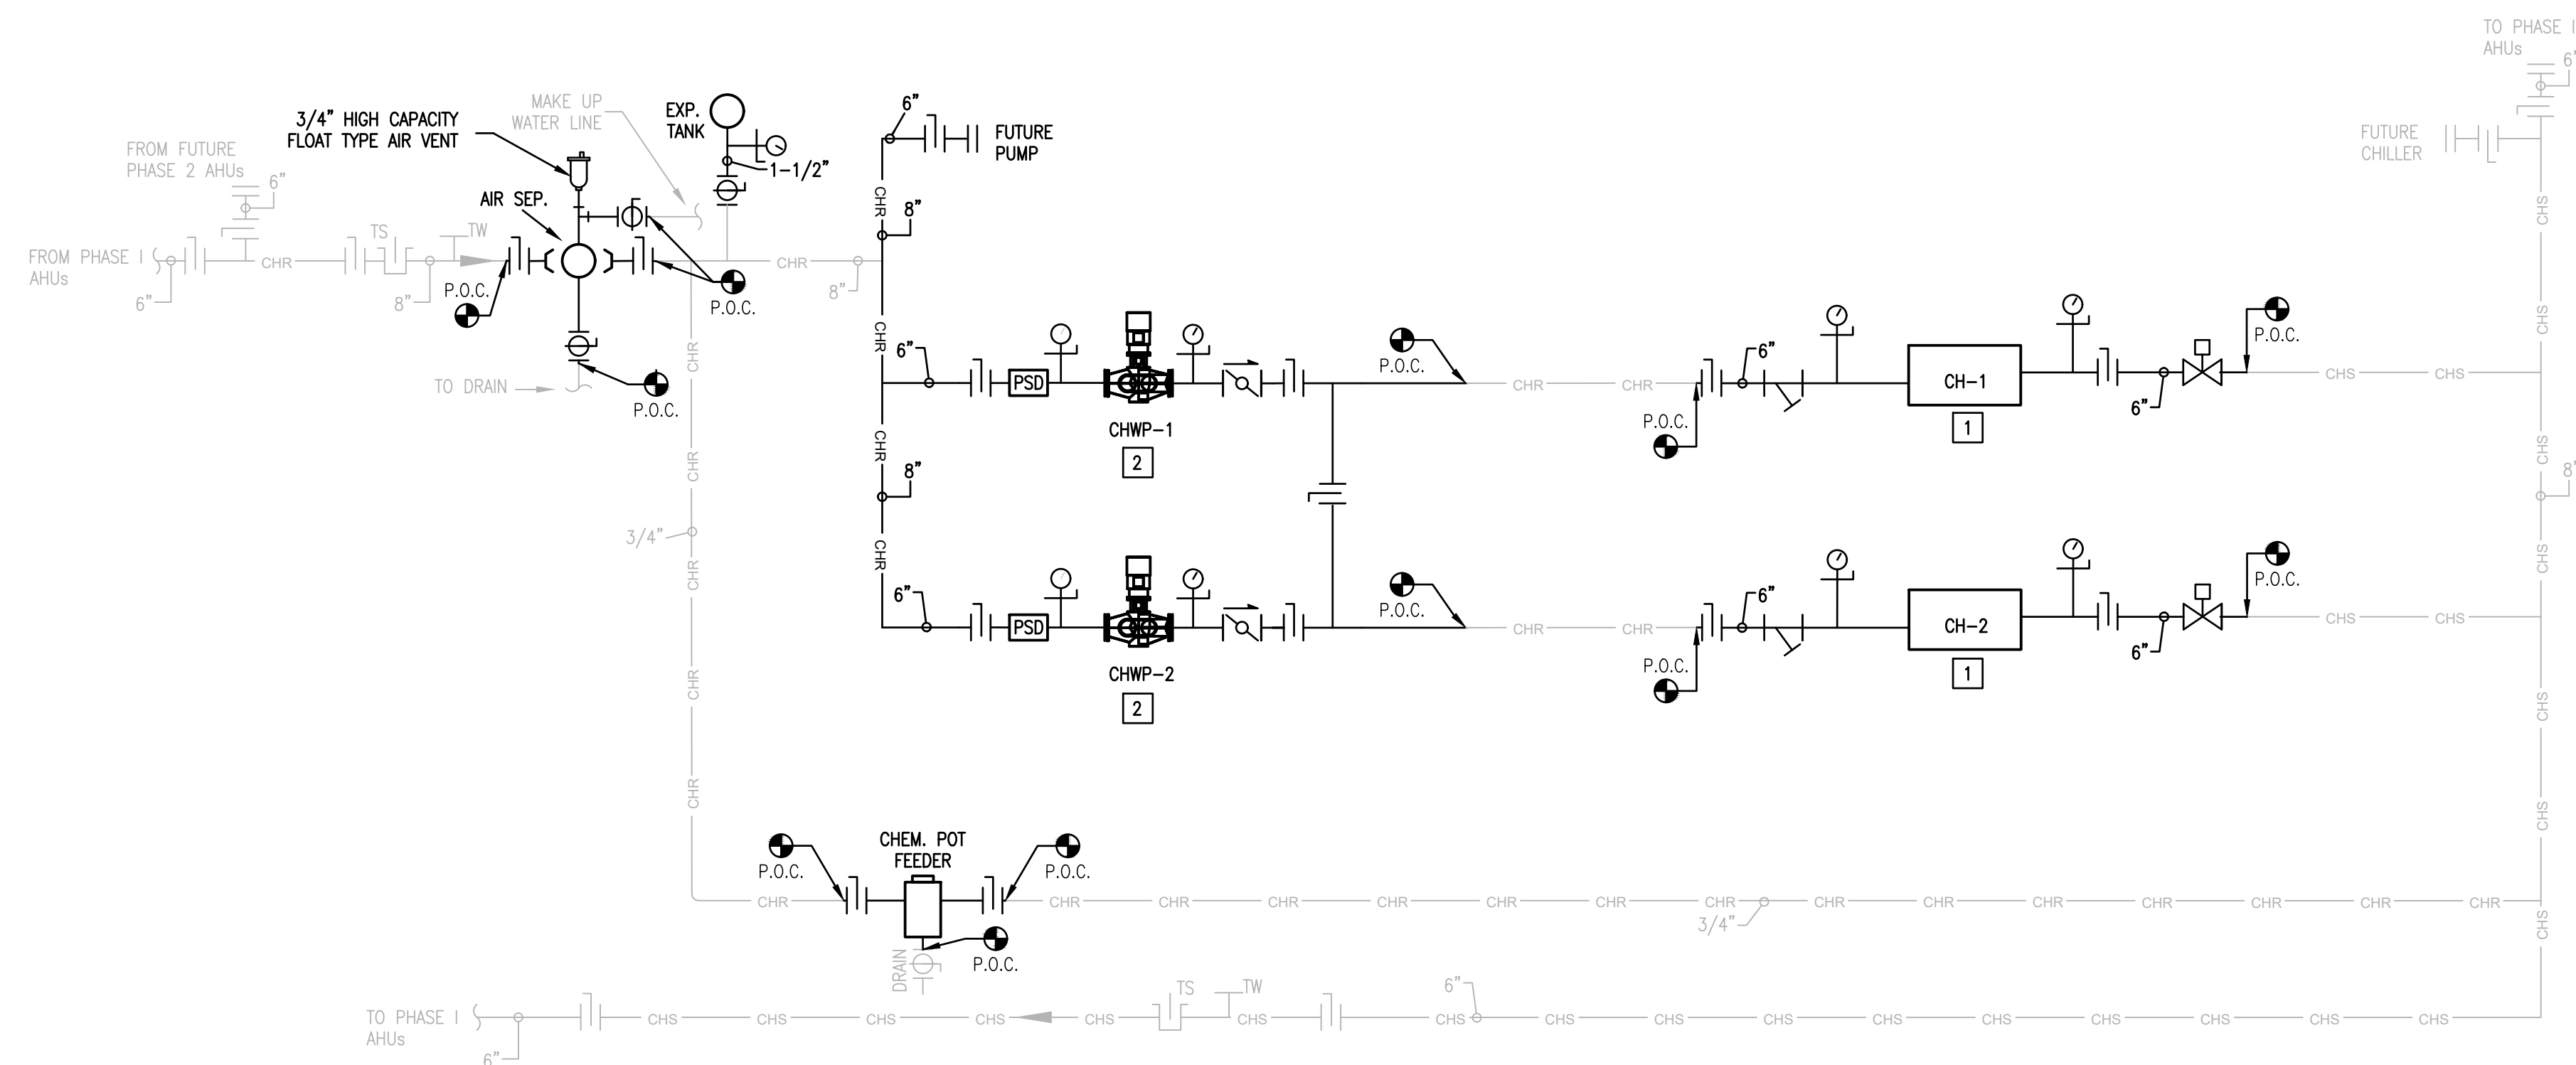 TO PHASE I
AHUs
6"
3/4" HIGH CAPACITY
FLOAT TYPE AIR VENT
MAKE UP
WATER LINE
EXP.
TANK
1-1/2"
6"
FUTURE
PUMP
FUTURE
CHILLER
FROM FUTURE
PHASE 2 AHUs
6"
AIR SEP.
CHR
8"
CHS
FROM PHASE I
AHUs
6"
CHR
TS
8"
TW
P.O.C.
P.O.C.
CHR
8"
TO DRAIN
P.O.C.
CHR
CHR
CHS
6"
PSD
CHWP-1
2
P.O.C.
CHR
CHR
P.O.C.
6"
CH-1
1
6"
P.O.C.
CHS
CHS
CHR
CHR
8"
CHS
8"
3/4"
CHR
CHR
CHS
6"
PSD
CHWP-2
2
P.O.C.
CHR
CHR
P.O.C.
6"
CH-2
1
6"
P.O.C.
CHS
CHS
CHR
CHS
CHR
CHS
P.O.C.
CHEM. POT
FEEDER
P.O.C.
CHR
CHR
CHR
CHR
CHR
CHR
CHR
CHR
3/4"
CHR
CHR
CHR
CHR
CHR
CHR
CHR
CHS
DRAIN
P.O.C.
TO PHASE I
AHUs
6"
CHS
CHS
CHS
CHS
CHS
TS
TW
CHS
6"
CHS
CHS
CHS
CHS
CHS
CHS
CHS
CHS
CHS
CHS